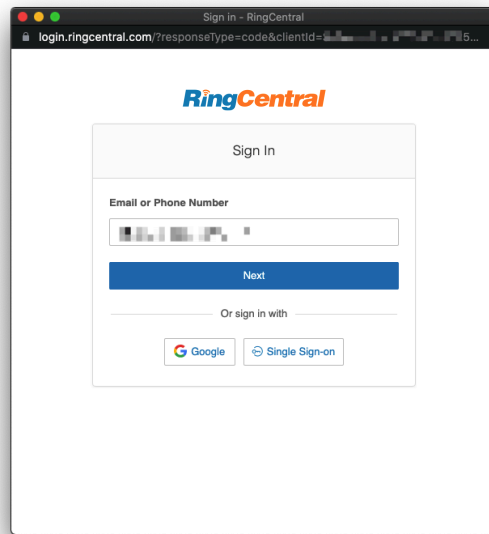 Sign in - RingCentral
login.ringcentral.com/?responseType=code&clientId= 5...
RingCentral
Sign In
Email or Phone Number
Next
Or sign in with
Google Single Sign-on